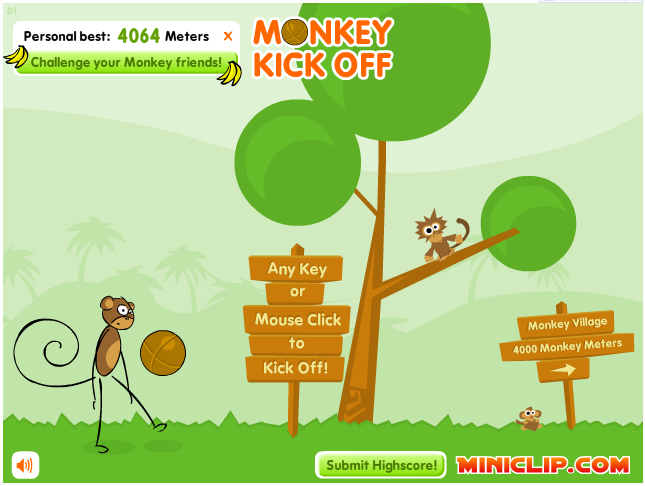 01
Personal best: 4064 Meters X
Challenge your Monkey friends!
MONKEY
KICK OFF
Any Key
or
Mouse Click
to
Kick Off!
Monkey Village
4000 Monkey Meters
Submit Highscore!
MINICLIP.COM